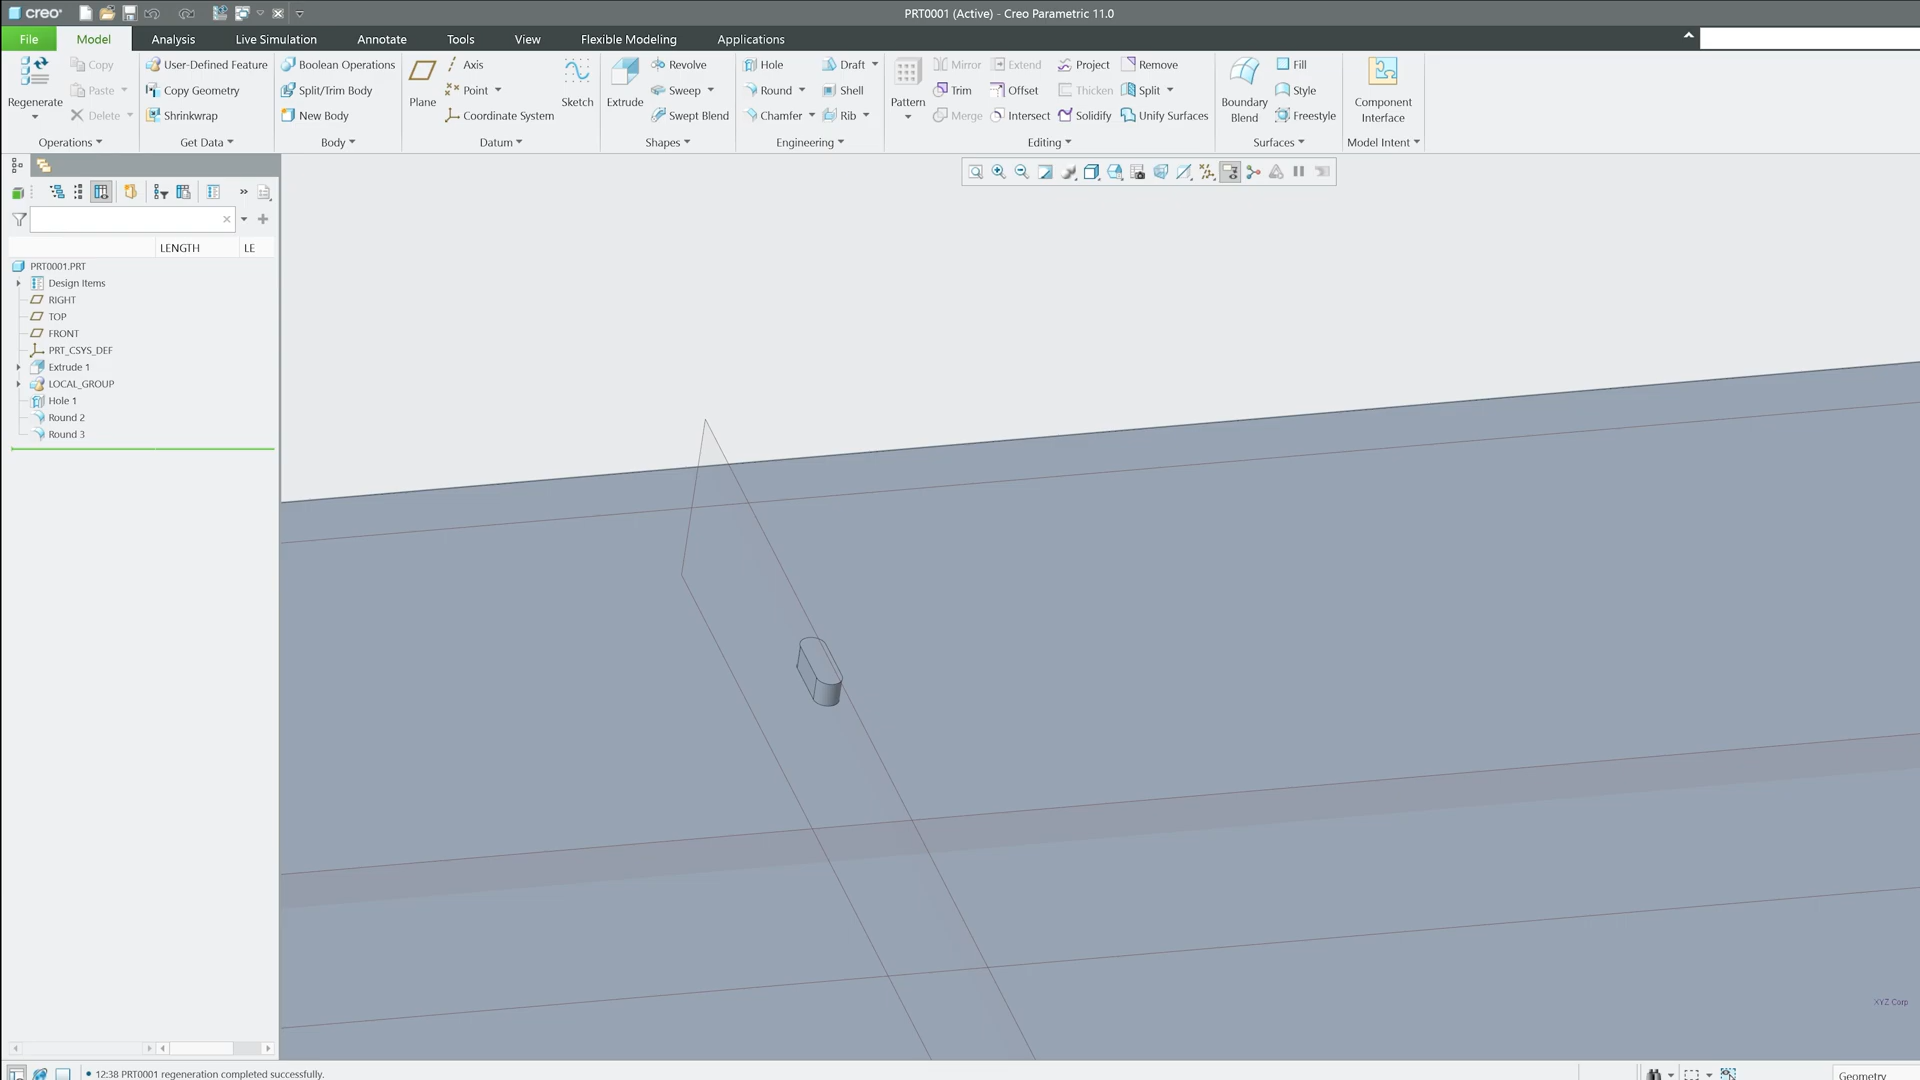 creo
PRT0001 (Active) - Creo Parametric 11.0
File Model Analysis Live Simulation Annotate Tools View Flexible Modeling Applications
Regenerate
Copy
Paste
Delete
Operations
User-Defined Feature
Copy Geometry
Shrinkwrap
Get Data
Boolean Operations
Split/Trim Body
New Body
Body
Plane
Axis
Point
Coordinate System
Sketch
Datum
Extrude
Revolve
Sweep
Swept Blend
Shapes
Hole
Round
Chamfer
Draft
Shell
Rib
Engineering
Pattern
Mirror
Trim
Merge
Extend
Offset
Intersect
Project
Thicken
Solidify
Remove
Split
Unify Surfaces
Editing
Boundary
Blend
Fill
Style
Freestyle
Surfaces
Component
Interface
Model Intent
LENGTH LE
PRT0001.PRT
Design Items
RIGHT
TOP
FRONT
PRT_CSYS_DEF
Extrude 1
LOCAL_GROUP
Hole 1
Round 2
Round 3
XYZ Corp
12:38 PRT0001 regeneration completed successfully.
Geometry